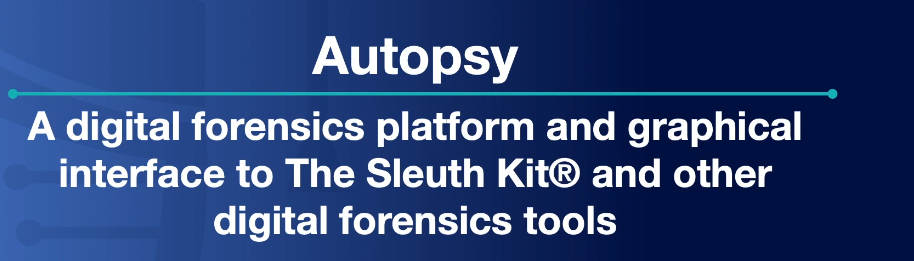 Autopsy
A digital forensics platform and graphical
interface to The Sleuth Kit® and other
digital forensics tools